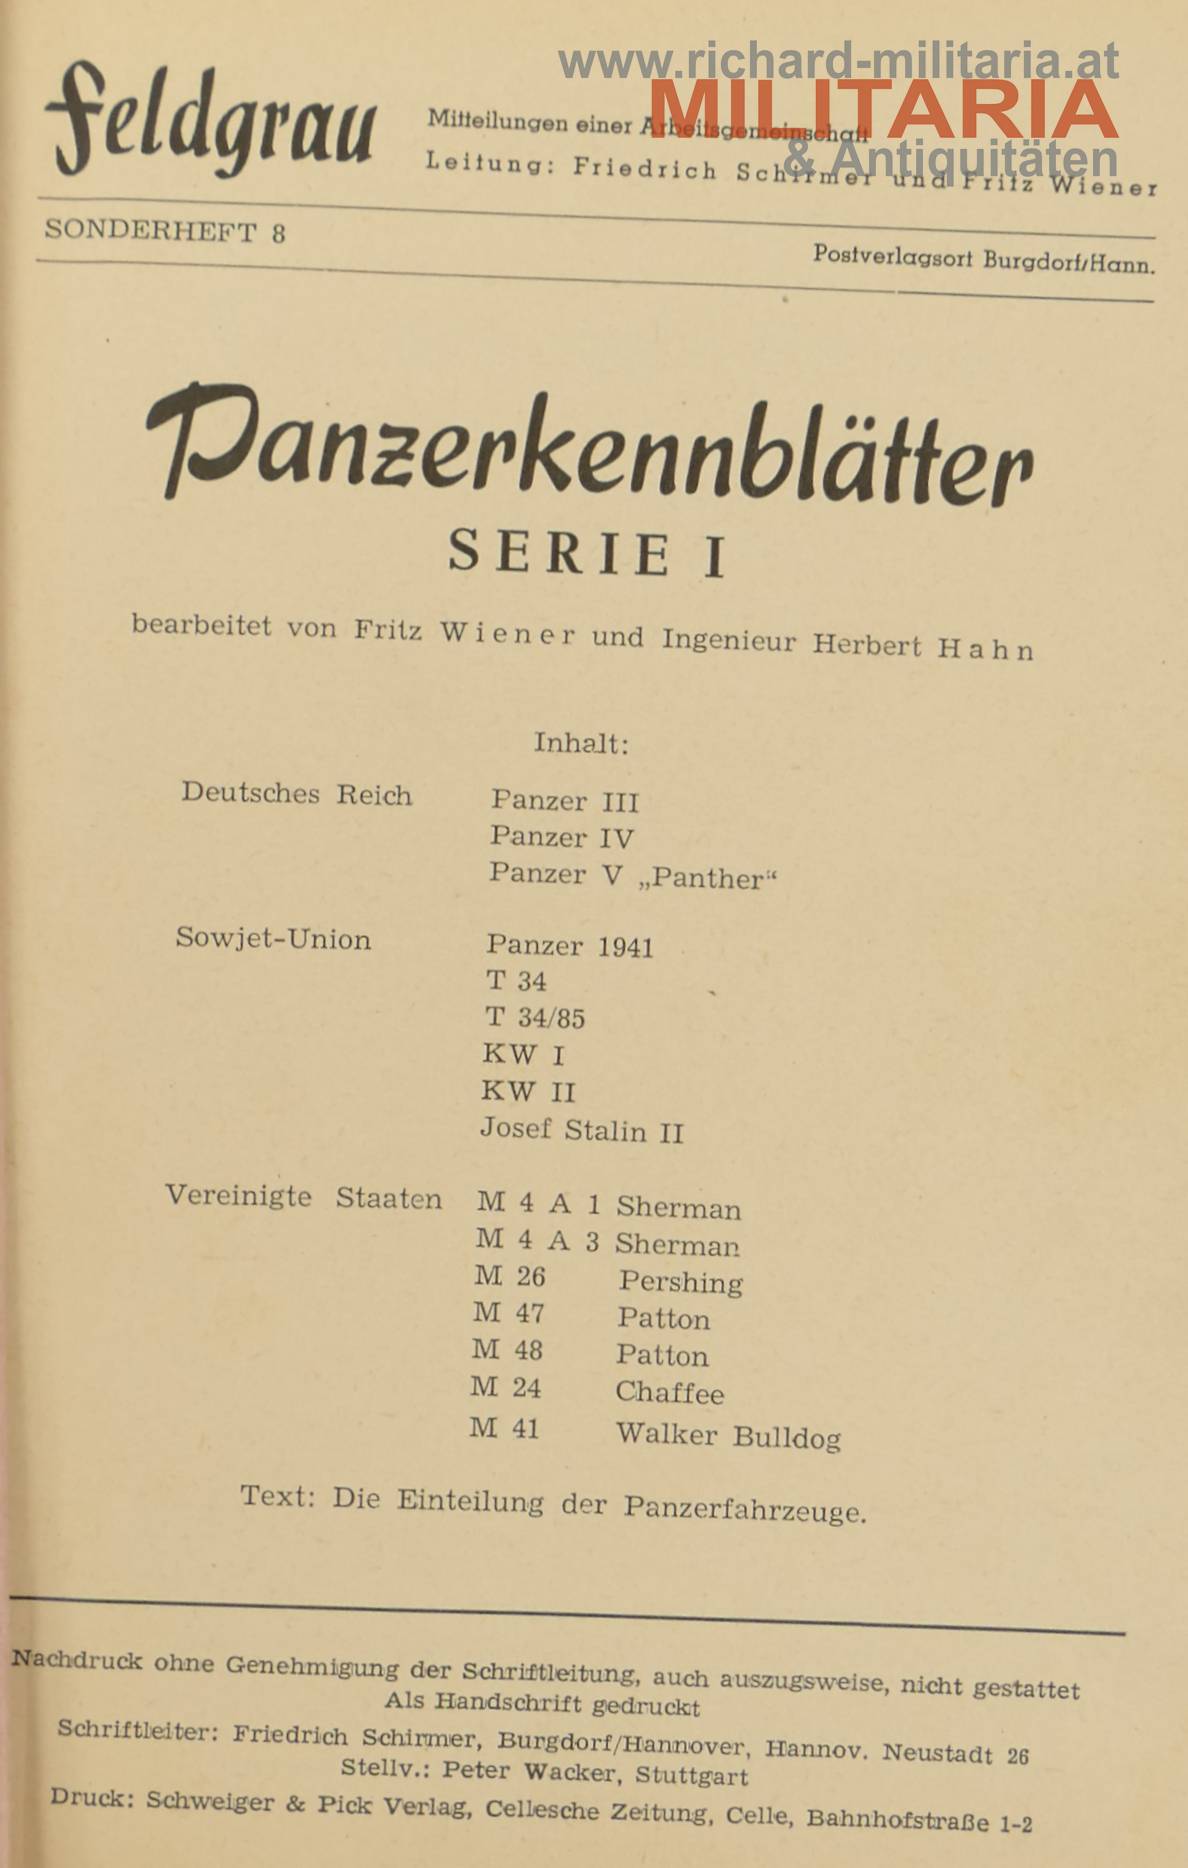 www.richard-militaria.at
MILITARIA
& Antiquitäten
feldgrau
Mitteilungen einer Arbeitsgemeinschaft
Leitung: Friedrich Schirmer und Fritz Wiener
SONDERHEFT 8
Postverlagsort Burgdorf/Hann.
Panzerkennblätter
SERIE I
bearbeitet von Fritz Wiener und Ingenieur Herbert Hahn
Inhalt:
Deutsches Reich Panzer III
Panzer IV
Panzer V „Panther“
Sowjet-Union Panzer 1941
T 34
T 34/85
KW I
KW II
Josef Stalin II
Vereinigte Staaten M 4 A 1 Sherman
M 4 A 3 Sherman
M 26 Pershing
M 47 Patton
M 48 Patton
M 24 Chaffee
M 41 Walker Bulldog
Text: Die Einteilung der Panzerfahrzeuge.
Nachdruck ohne Genehmigung der Schriftleitung, auch auszugsweise, nicht gestattet
Als Handschrift gedruckt
Schriftleiter: Friedrich Schirmer, Burgdorf/Hannover, Hannov. Neustadt 26
Stellv.: Peter Wacker, Stuttgart
Druck: Schweiger & Pick Verlag, Cellesche Zeitung, Celle, Bahnhofstraße 1-2